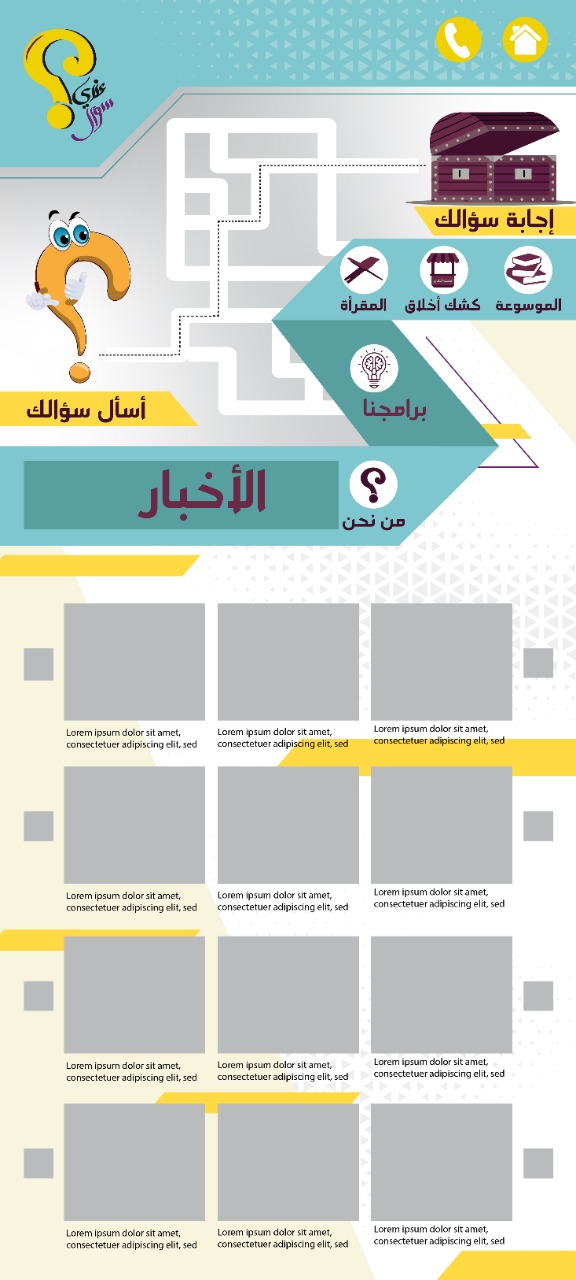 عندي
سؤال
إجابة سؤالك
الموسوعة
كشك أخلاق
المقرأة
برامجنا
أسأل سؤالك
من نحن
الأخبار
Lorem ipsum dolor sit amet,
consectetuer adipiscing elit, sed
Lorem ipsum dolor sit amet,
consectetuer adipiscing elit, sed
Lorem ipsum dolor sit amet,
consectetuer adipiscing elit, sed
Lorem ipsum dolor sit amet,
consectetuer adipiscing elit, sed
Lorem ipsum dolor sit amet,
consectetuer adipiscing elit, sed
Lorem ipsum dolor sit amet,
consectetuer adipiscing elit, sed
Lorem ipsum dolor sit amet,
consectetuer adipiscing elit, sed
Lorem ipsum dolor sit amet,
consectetuer adipiscing elit, sed
Lorem ipsum dolor sit amet,
consectetuer adipiscing elit, sed
Lorem ipsum dolor sit amet,
consectetuer adipiscing elit, sed
Lorem ipsum dolor sit amet,
consectetuer adipiscing elit, sed
Lorem ipsum dolor sit amet,
consectetuer adipiscing elit, sed